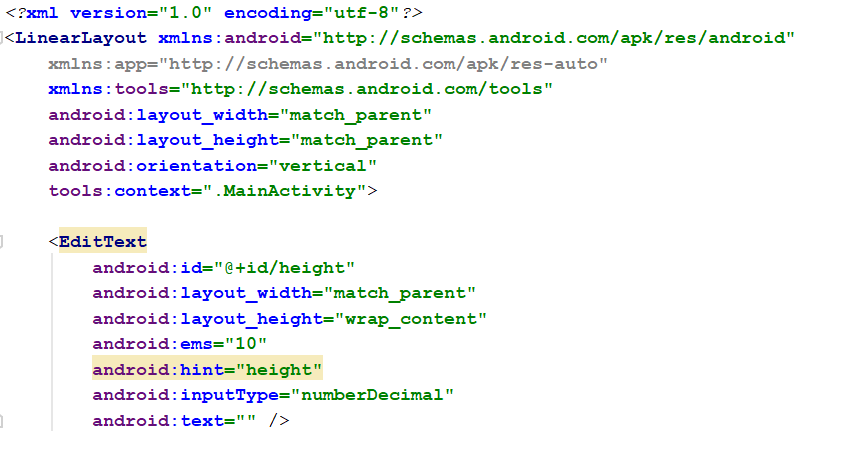 <?xml version="1.0" encoding="utf-8"?>
<LinearLayout xmlns:android="http://schemas.android.com/apk/res/android"
    xmlns:app="http://schemas.android.com/apk/res-auto"
    xmlns:tools="http://schemas.android.com/tools"
    android:layout_width="match_parent"
    android:layout_height="match_parent"
    android:orientation="vertical"
    tools:context=".MainActivity">

    <EditText
        android:id="@+id/height"
        android:layout_width="match_parent"
        android:layout_height="wrap_content"
        android:ems="10"
        android:hint="height"
        android:inputType="numberDecimal"
        android:text="" />